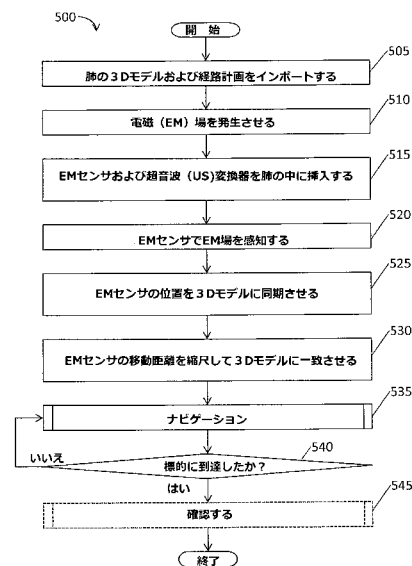 500
開 始
肺の3Dモデルおよび経路計画をインポートする
505
電磁（EM）場を発生させる
510
EMセンサおよび超音波（US)変換器を肺の中に挿入する
515
EMセンサでEM場を感知する
520
EMセンサの位置を3Dモデルに同期させる
525
EMセンサの移動距離を縮尺して3Dモデルに一致させる
530
ナビゲーション
535
いいえ
標的に到達したか？
540
はい
確認する
545
終了